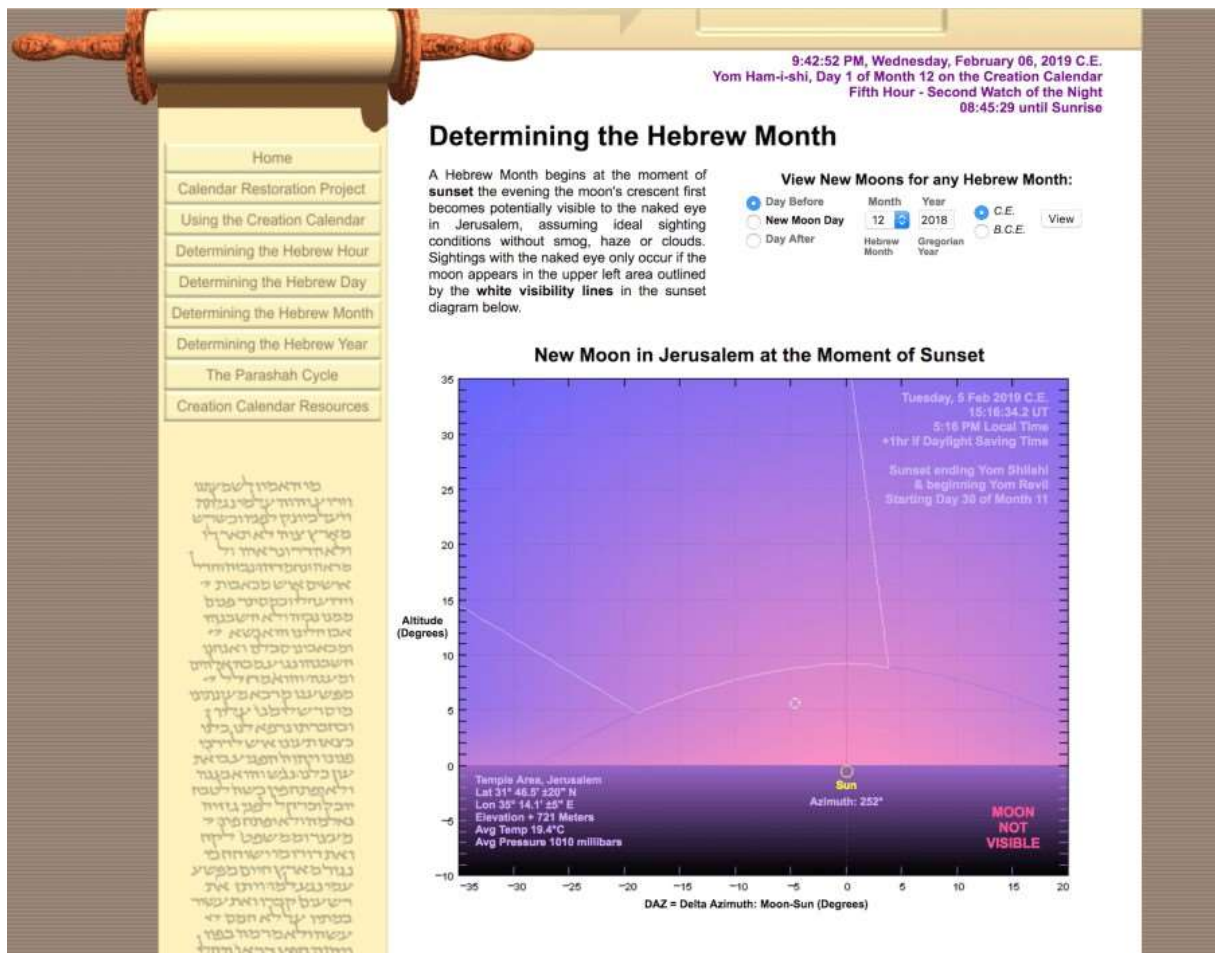 9:42:52 PM, Wednesday, February 06, 2019 C.E.
Yom Ham-i-shi, Day 1 of Month 12 on the Creation Calendar
Fifth Hour - Second Watch of the Night
08:45:29 until Sunrise
Home
Calendar Restoration Project
Using the Creation Calendar
Determining the Hebrew Hour
Determining the Hebrew Day
Determining the Hebrew Month
Determining the Hebrew Year
The Parashah Cycle
Creation Calendar Resources
Determining the Hebrew Month
A Hebrew Month begins at the moment of
sunset the evening the moon's crescent first
becomes potentially visible to the naked eye
in Jerusalem, assuming ideal sighting
conditions without smog, haze or clouds.
Sightings with the naked eye only occur if the
moon appears in the upper left area outlined
by the white visibility lines in the sunset
diagram below.
View New Moons for any Hebrew Month:
Day Before
New Moon Day
Day After
Month Year
12 2018
Hebrew Gregorian
Month Year
C.E.
B.C.E.
View
New Moon in Jerusalem at the Moment of Sunset
Tuesday, 5 Feb 2019 C.E.
15:16:34.2 UT
5:16 PM Local Time
+1hr if Daylight Saving Time
Sunset ending Yom Shlishi
& beginning Yom Revii
Starting Day 30 of Month 11
35
30
25
20
15
10
5
0
−5
−10
Altitude
(Degrees)
Temple Area, Jerusalem
Lat 31° 46.5' ±20" N
Lon 35° 14.1' ±5" E
Elevation + 721 Meters
Avg Temp 19.4°C
Avg Pressure 1010 millibars
Sun
Azimuth: 252°
MOON
NOT
VISIBLE
−35 −30 −25 −20 −15 −10 −5 0 5 10 15 20
DAZ = Delta Azimuth: Moon-Sun (Degrees)